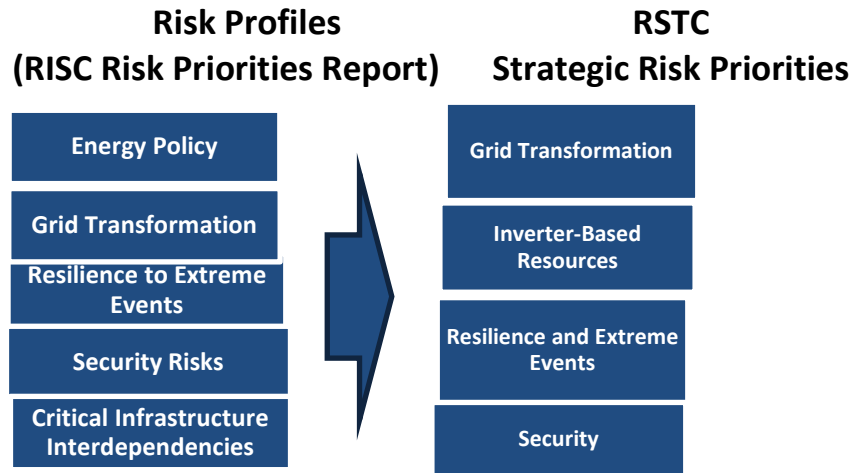 Risk Profiles
(RISC Risk Priorities Report)
Energy Policy
Grid Transformation
Resilience to Extreme
Events
Security Risks
Critical Infrastructure
Interdependencies
RSTC
Strategic Risk Priorities
Grid Transformation
Inverter-Based
Resources
Resilience and Extreme
Events
Security